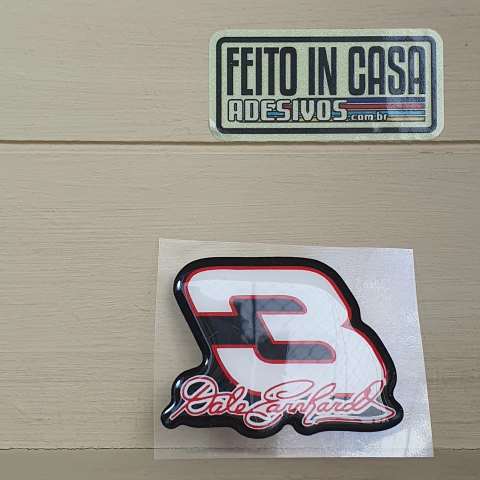 FEITO IN CASA
ADESIVOS.com.br
3
Dale Earnhardt